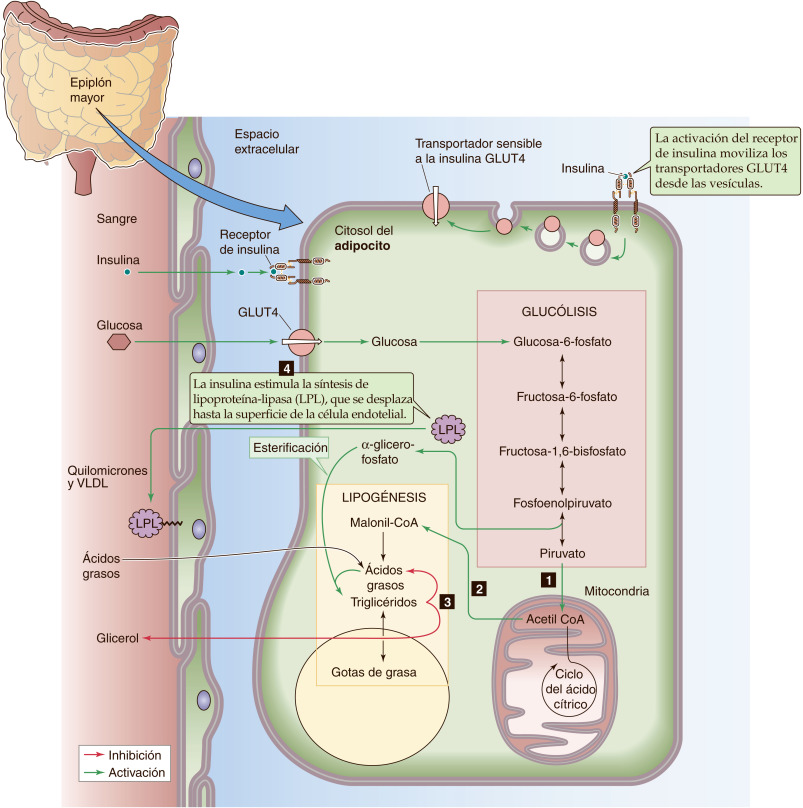 Epiplón
mayor
Espacio
extracelular
Transportador sensible
a la insulina GLUT4
Insulina
La activación del receptor
de insulina moviliza los
transportadores GLUT4
desde las vesículas.
Sangre
Insulina
Receptor
de insulina
Citosol del
adipocito
GLUCÓLISIS
Glucosa
GLUT4
Glucosa
Glucosa-6-fosfato
4
La insulina estimula la síntesis de
lipoproteína-lipasa (LPL), que se desplaza
hasta la superficie de la célula endotelial.
Fructosa-6-fosfato
LPL
Esterificación
α-glicero-
fosfato
Fructosa-1,6-bisfosfato
Quilomicrones
y VLDL
LIPOGÉNESIS
Fosfoenolpiruvato
LPL
Malonil-CoA
Piruvato
Ácidos
grasos
Ácidos
grasos
Triglicéridos
3
2
1
Mitocondria
Acetil CoA
Glicerol
Gotas de grasa
Ciclo
del ácido
cítrico
Inhibición
Activación